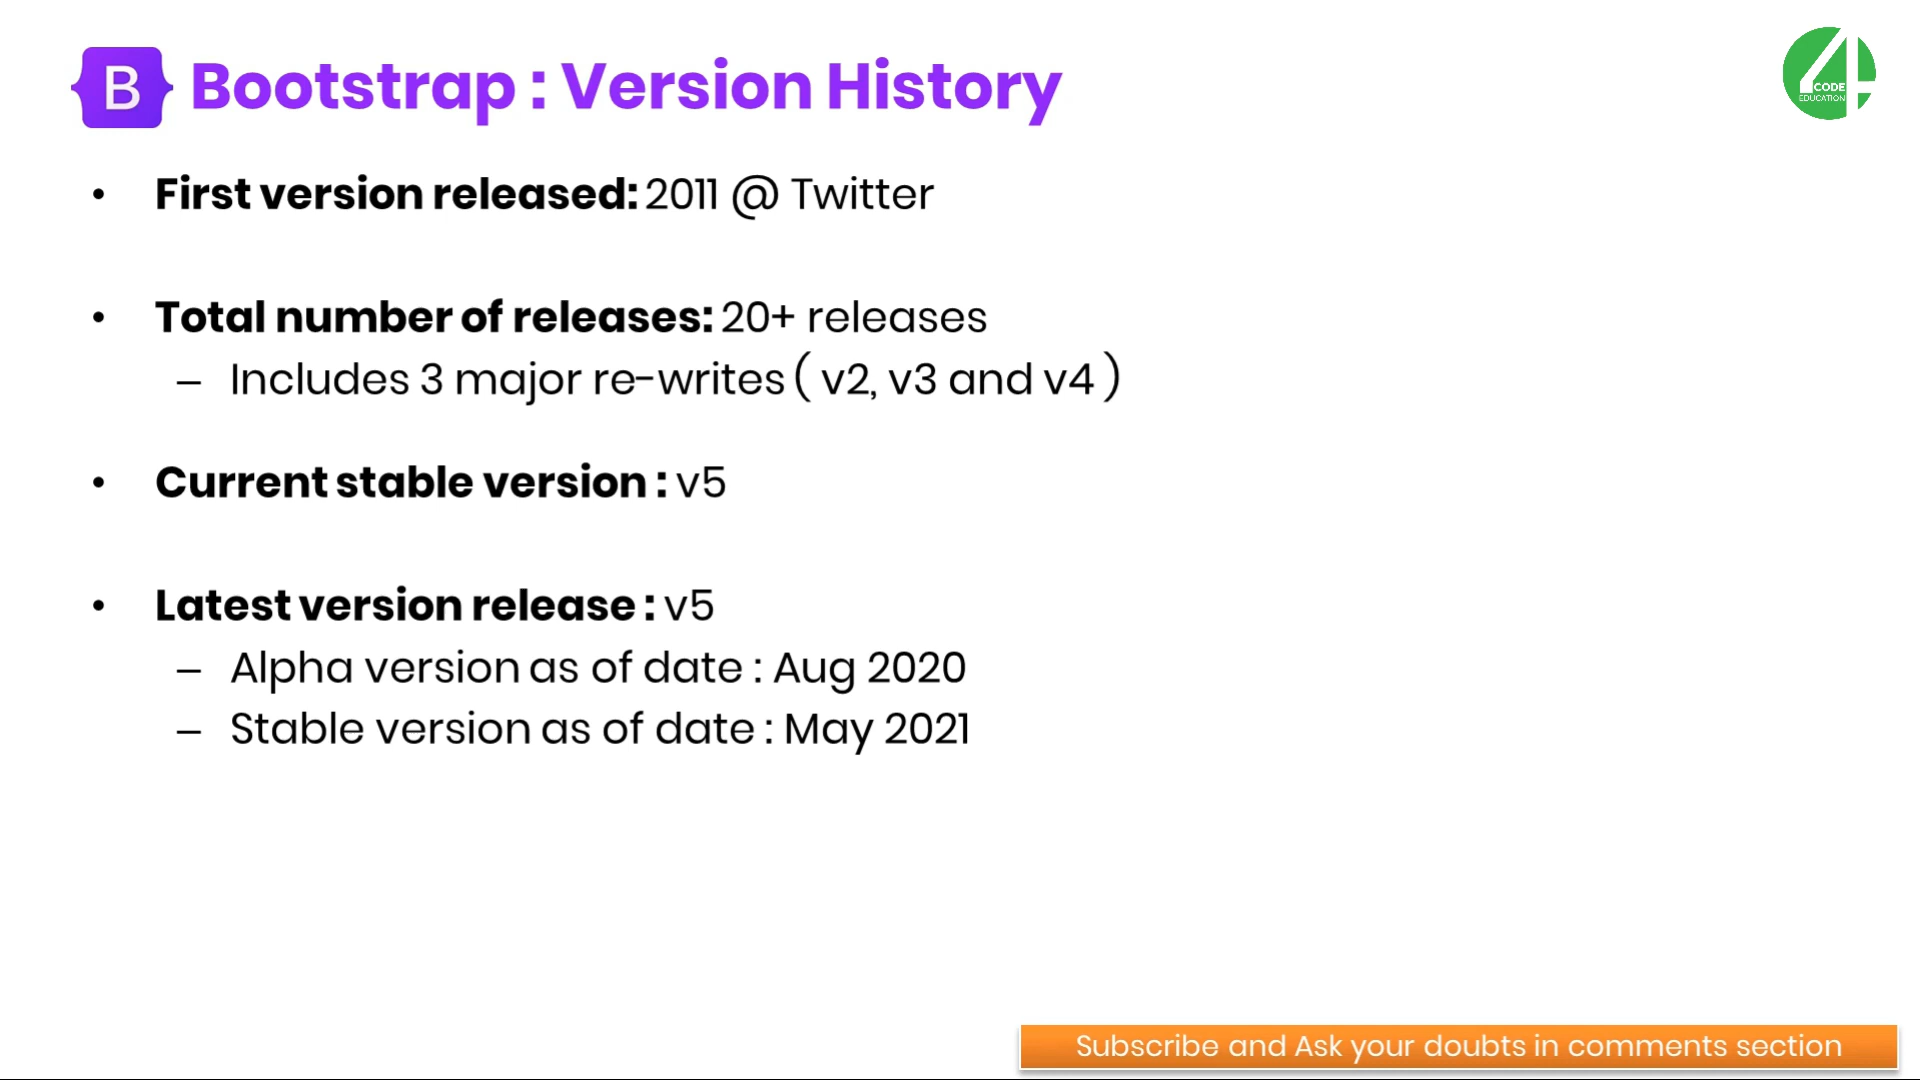 B Bootstrap : Version History
4
CODE
EDUCATION
• First version released: 2011 @ Twitter
• Total number of releases: 20+ releases
– Includes 3 major re-writes ( v2, v3 and v4 )
• Current stable version : v5
• Latest version release : v5
– Alpha version as of date : Aug 2020
– Stable version as of date : May 2021
Subscribe and Ask your doubts in comments section